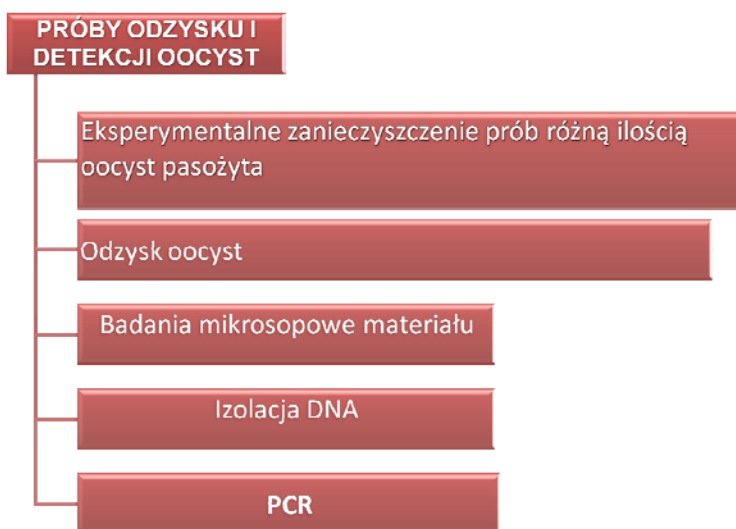 PRÓBY ODZYSKU I
DETEKCJI OOCYST
Eksperymentalne zanieczyszczenie prób różną ilością
oocyst pasożyta
Odzysk oocyst
Badania mikrosopowe materiału
Izolacja DNA
PCR